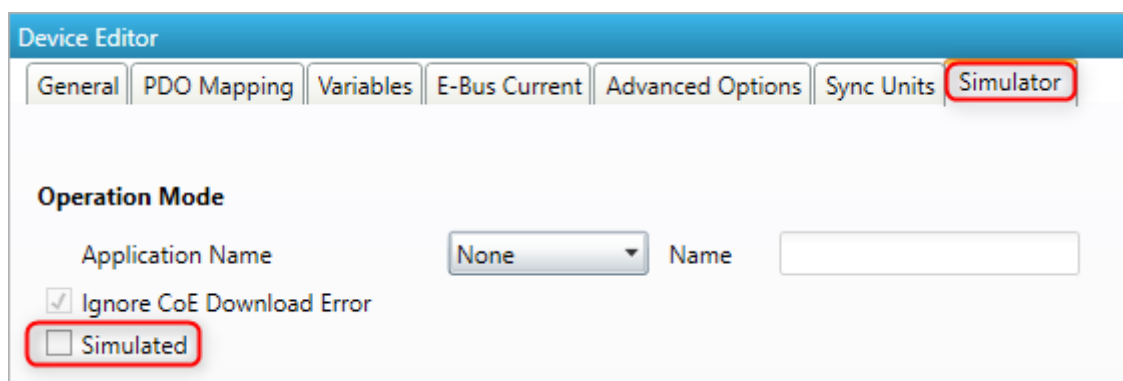 Device Editor
General PDO Mapping Variables E-Bus Current Advanced Options Sync Units Simulator
Operation Mode
Application Name None Name
Ignore CoE Download Error
Simulated